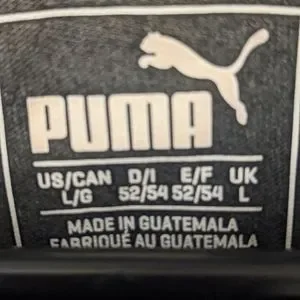 PUMA
US/CAN D/I E/F UK
L/G 52/54 52/54 L
MADE IN GUATEMALA
FABRIQUÉ AU GUATEMALA